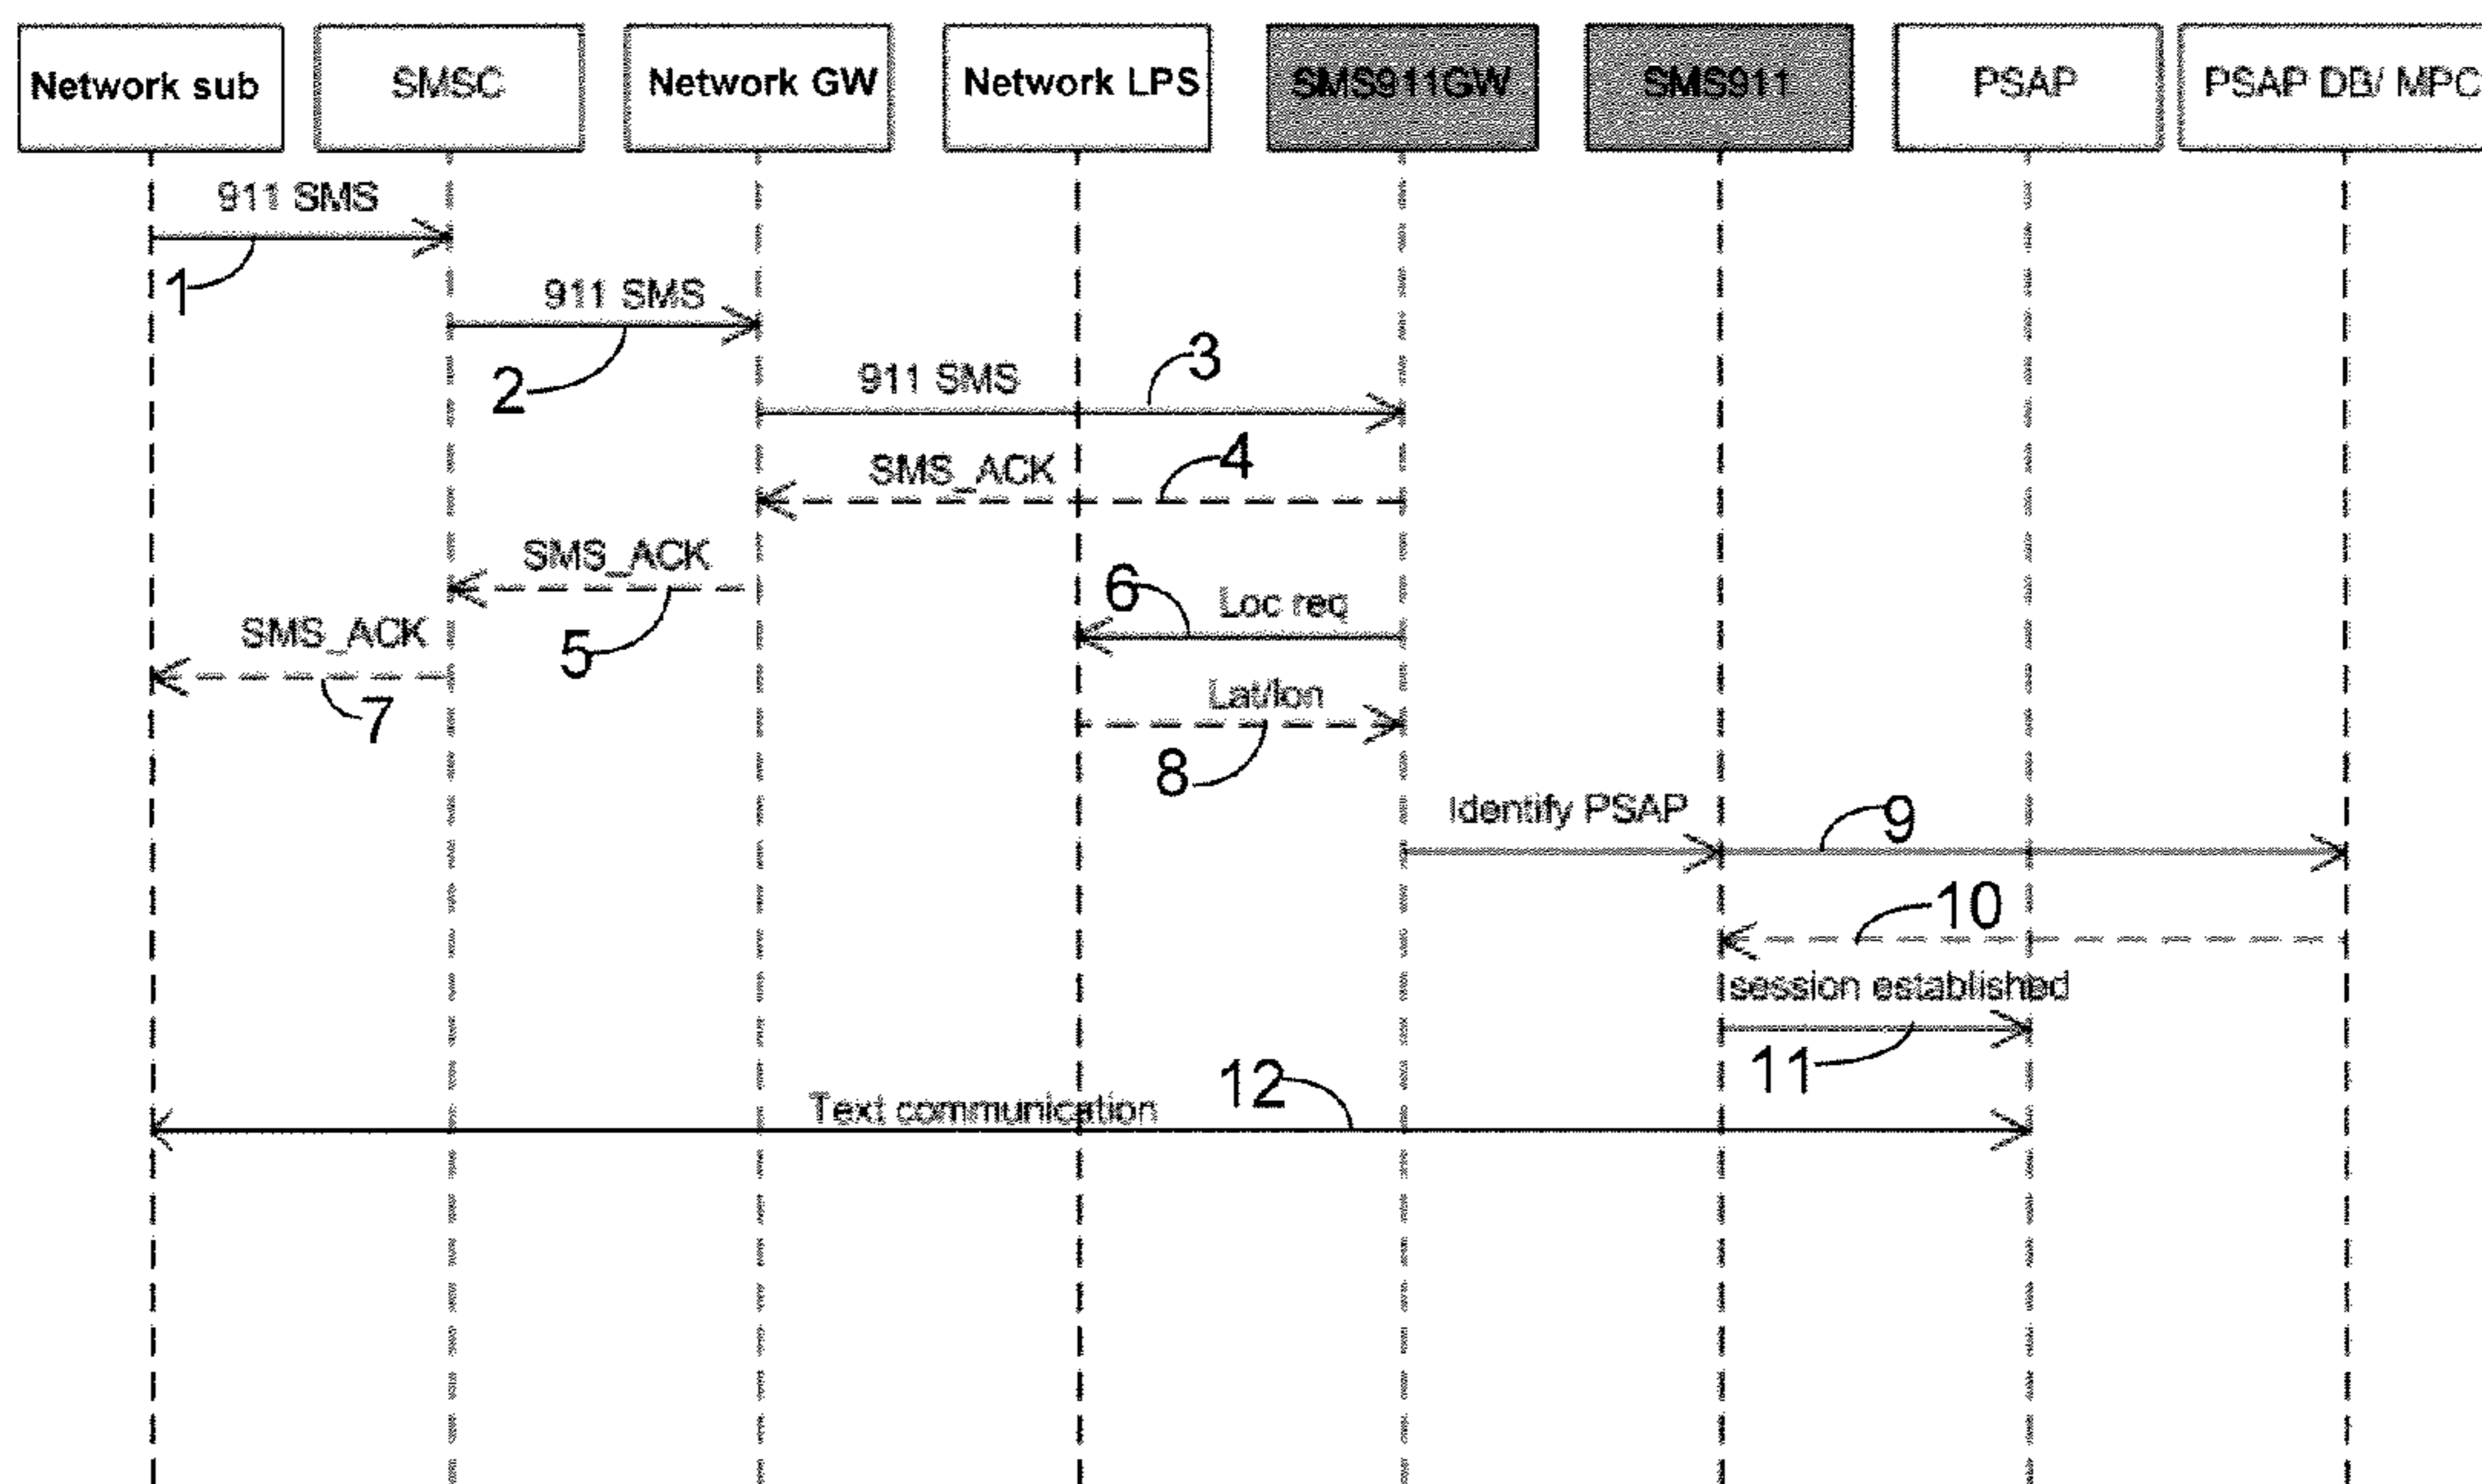 Network sub
SMSC
Network GW
Network LPS
SMS911GW
SMS911
PSAP
PSAP DB/ MPC
911 SMS
1
911 SMS
2
911 SMS
3
SMS_ACK
4
SMS_ACK
5
6
Loc req
SMS_ACK
7
Lat/lon
8
Identify PSAP
9
10
session established
11
12
Text communication